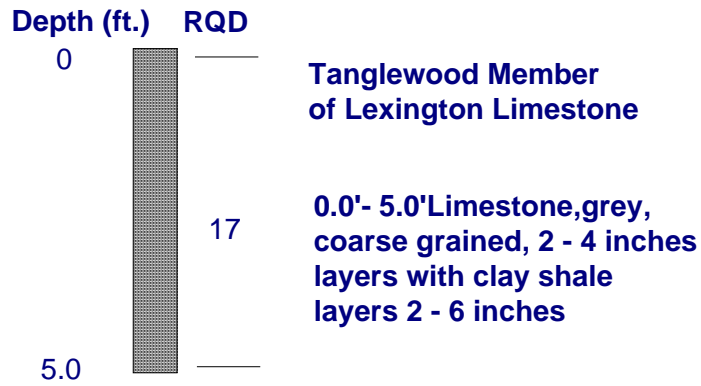 Depth (ft.) RQD
0
Tanglewood Member
of Lexington Limestone
0.0'- 5.0'Limestone,grey,
17
coarse grained, 2 - 4 inches
layers with clay shale
layers 2 - 6 inches
5.0